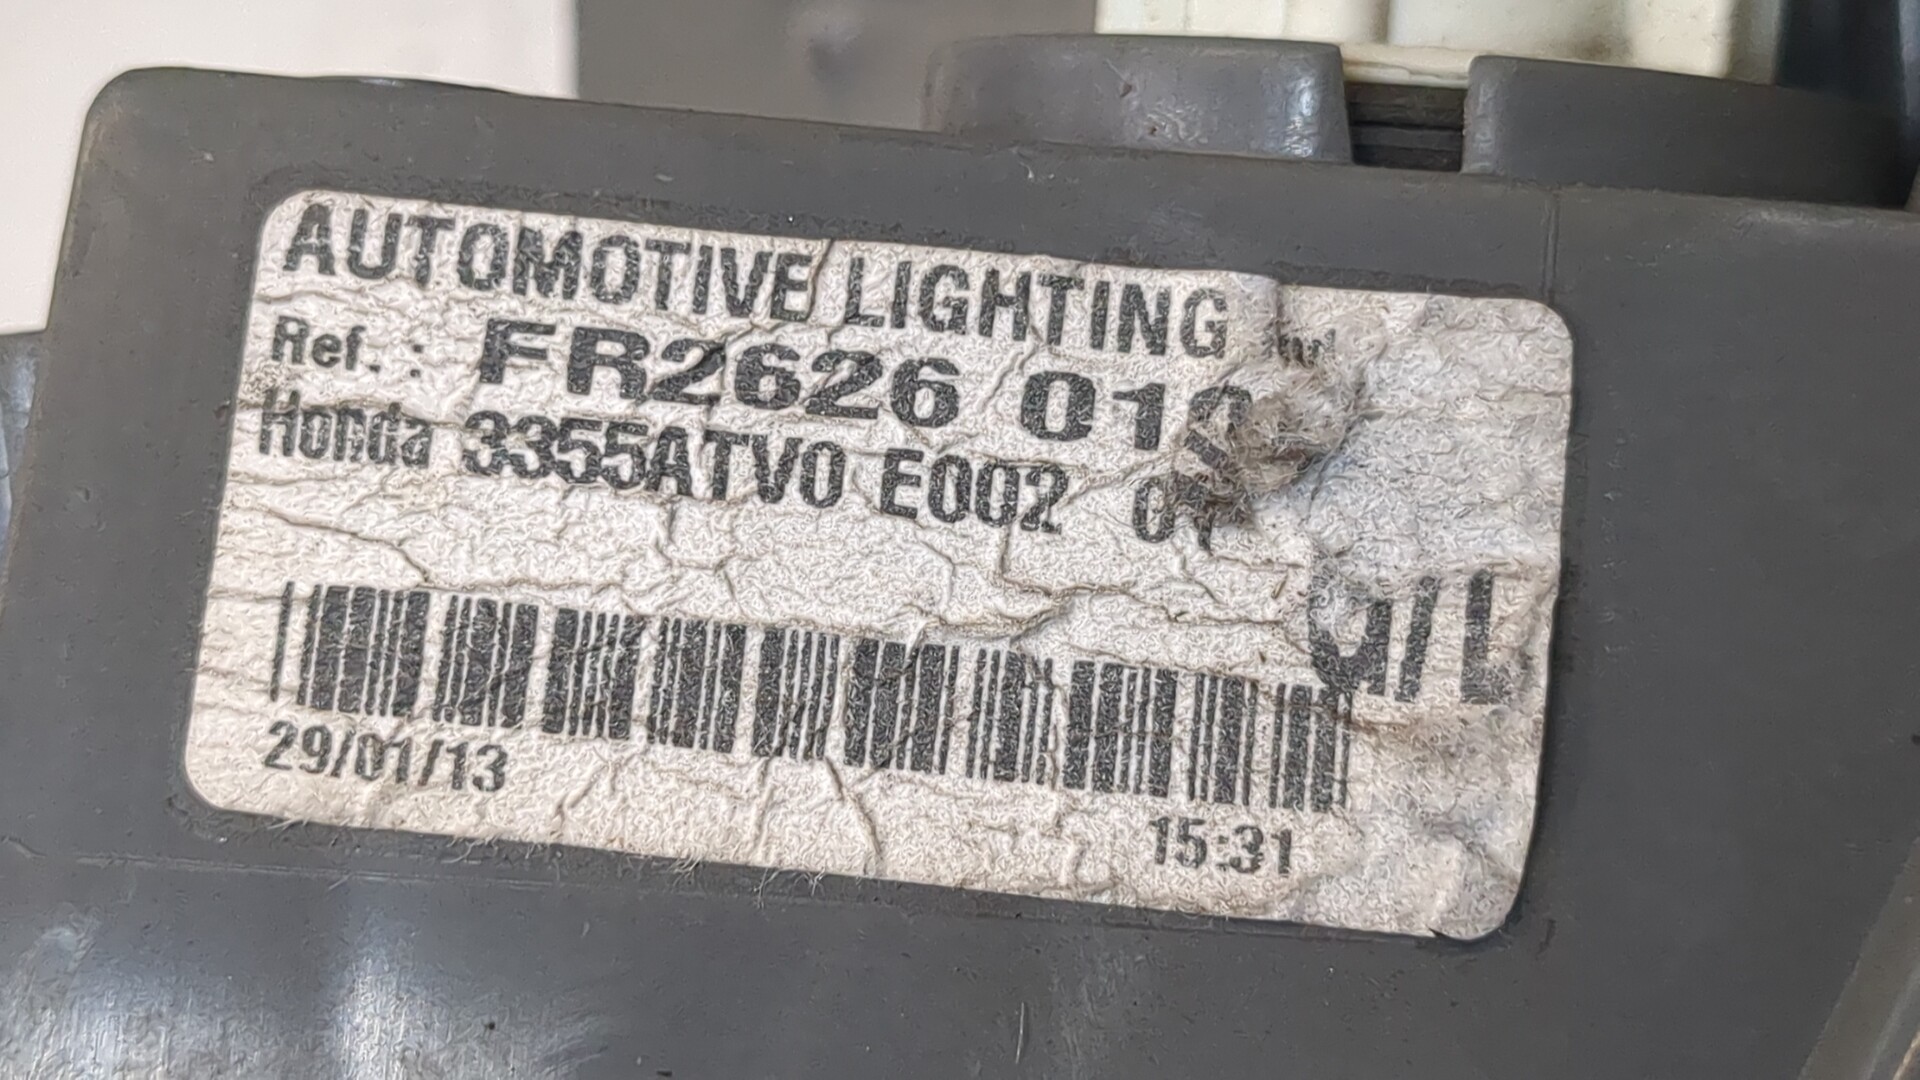 AUTOMOTIVE LIGHTING
Ref. : FR2626
Honda 3355ATV0 E002
G/L
29/01/13
15:31